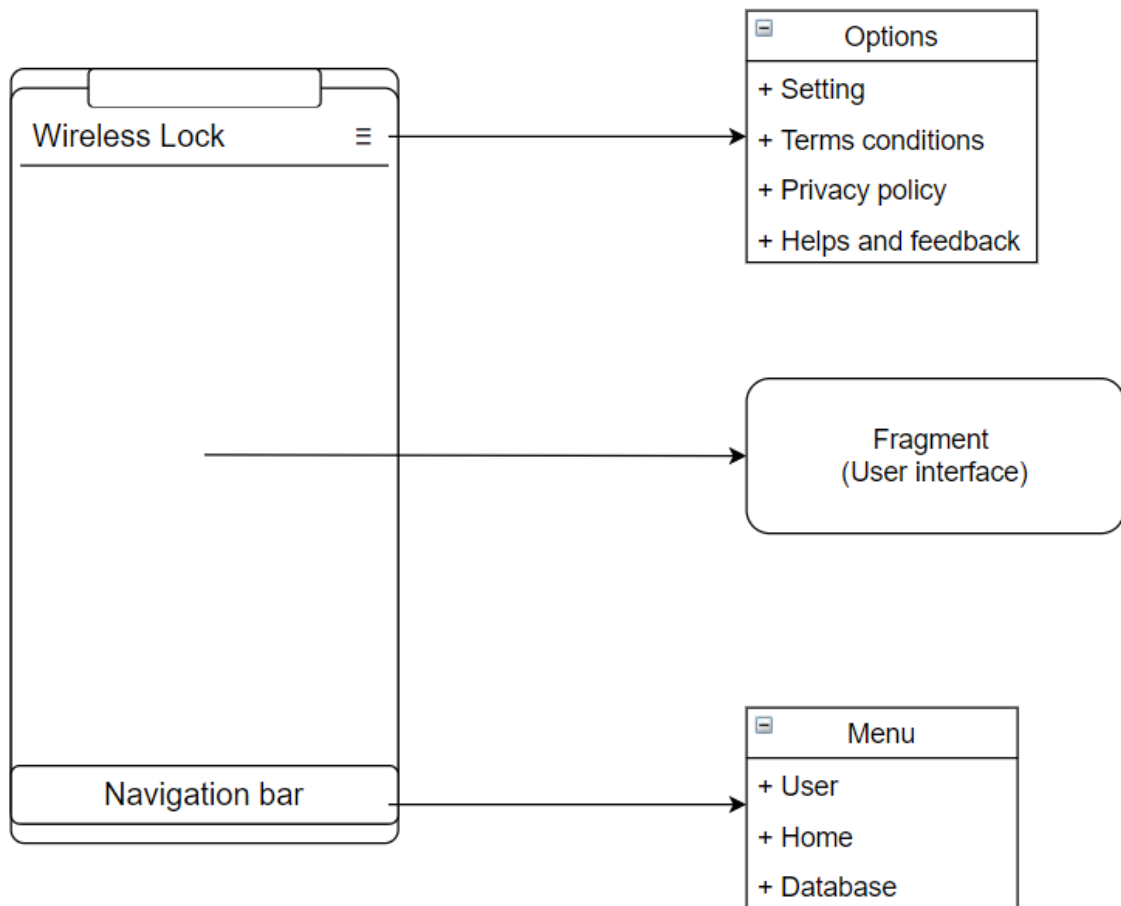 Wireless Lock
Options
+ Setting
+ Terms conditions
+ Privacy policy
+ Helps and feedback
Fragment
(User interface)
Navigation bar
Menu
+ User
+ Home
+ Database